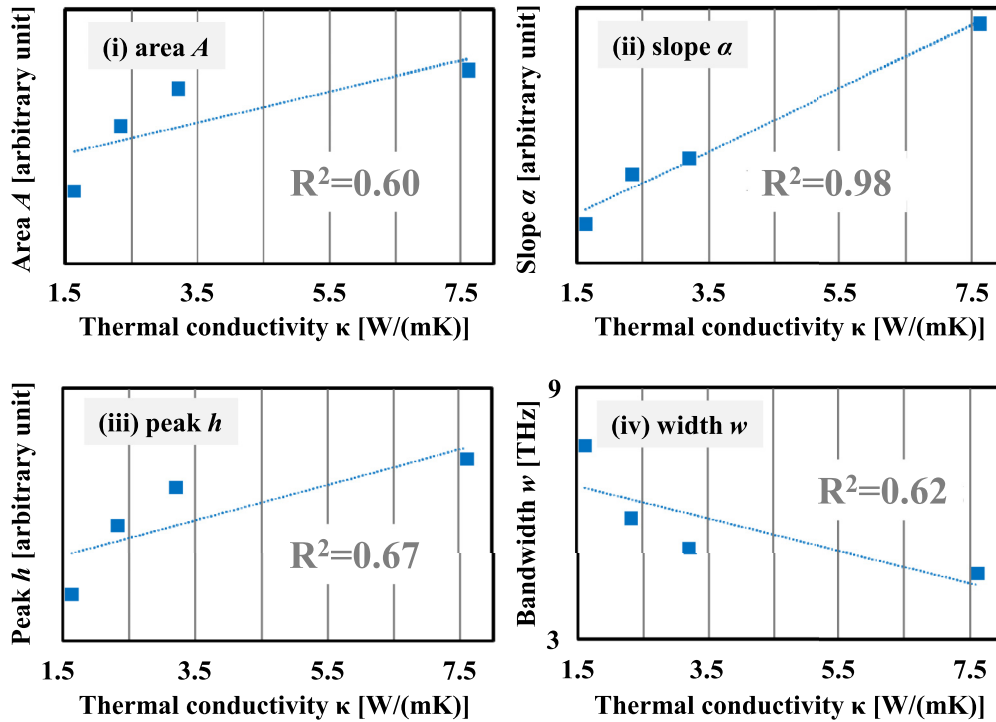 (i) area A
R²=0.60
Area A [arbitrary unit]
1.5 3.5 5.5 7.5
Thermal conductivity κ [W/(mK)]
(ii) slope α
R²=0.98
Slope α [arbitrary unit]
1.5 3.5 5.5 7.5
Thermal conductivity κ [W/(mK)]
(iii) peak h
R²=0.67
Peak h [arbitrary unit]
1.5 3.5 5.5 7.5
Thermal conductivity κ [W/(mK)]
9
(iv) width w
R²=0.62
Bandwidth w [THz]
3
1.5 3.5 5.5 7.5
Thermal conductivity κ [W/(mK)]